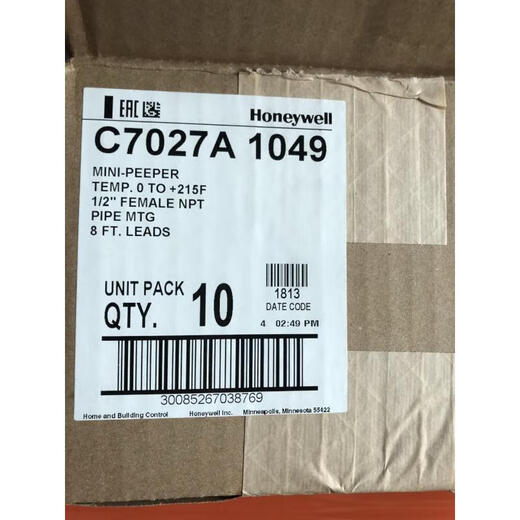 EAC
Honeywell
C7027A 1049
MINI-PEEPER
TEMP. 0 TO +215F
1/2" FEMALE NPT
PIPE MTG
8 FT. LEADS
UNIT PACK
QTY. 10
1813
DATE CODE
4 02:49 PM
30085267038769
Home and Building Control Honeywell Inc. Minneapolis, Minnesota 55422